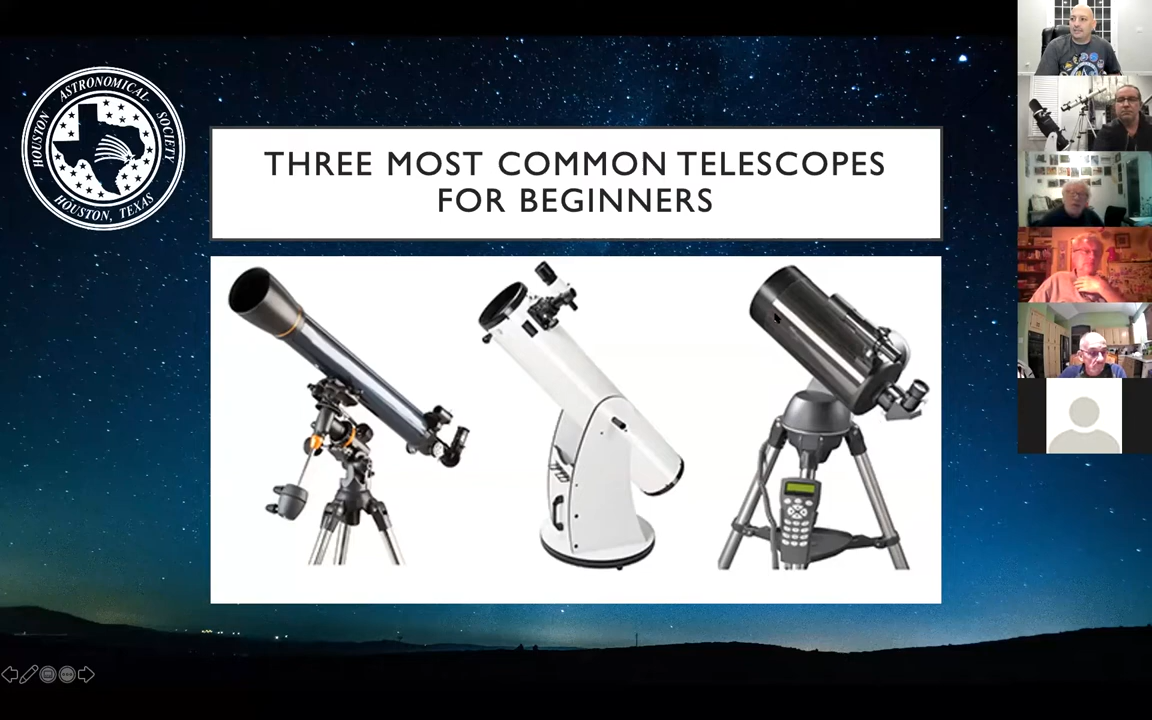 HOUSTON ASTRONOMICAL SOCIETY
HOUSTON, TEXAS
THREE MOST COMMON TELESCOPES
FOR BEGINNERS